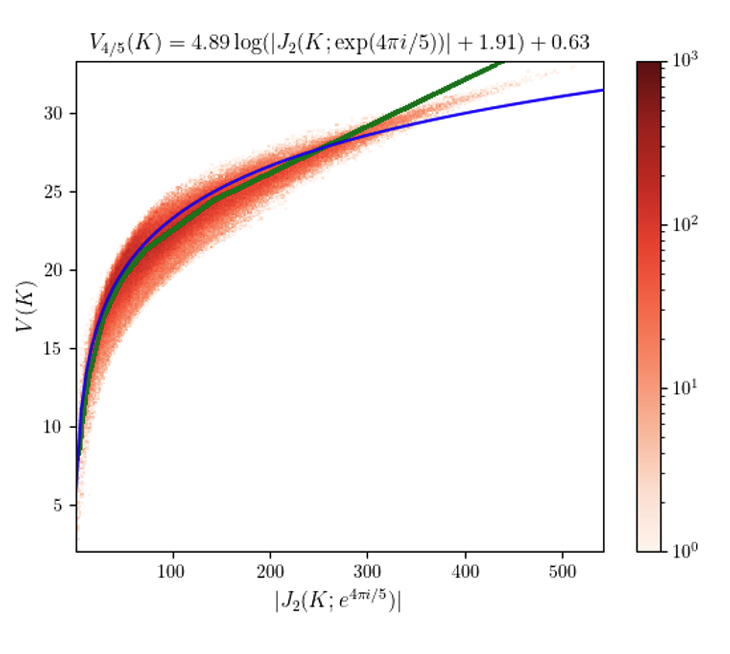 V_{4/5}(K) = 4.89 log(|J_2(K; exp(4πi/5))| + 1.91) + 0.63
10^3
30
25
10^2
20
V(K)
15
10^1
10
5
10^0
100 200 300 400 500
|J_2(K; e^{4πi/5})|